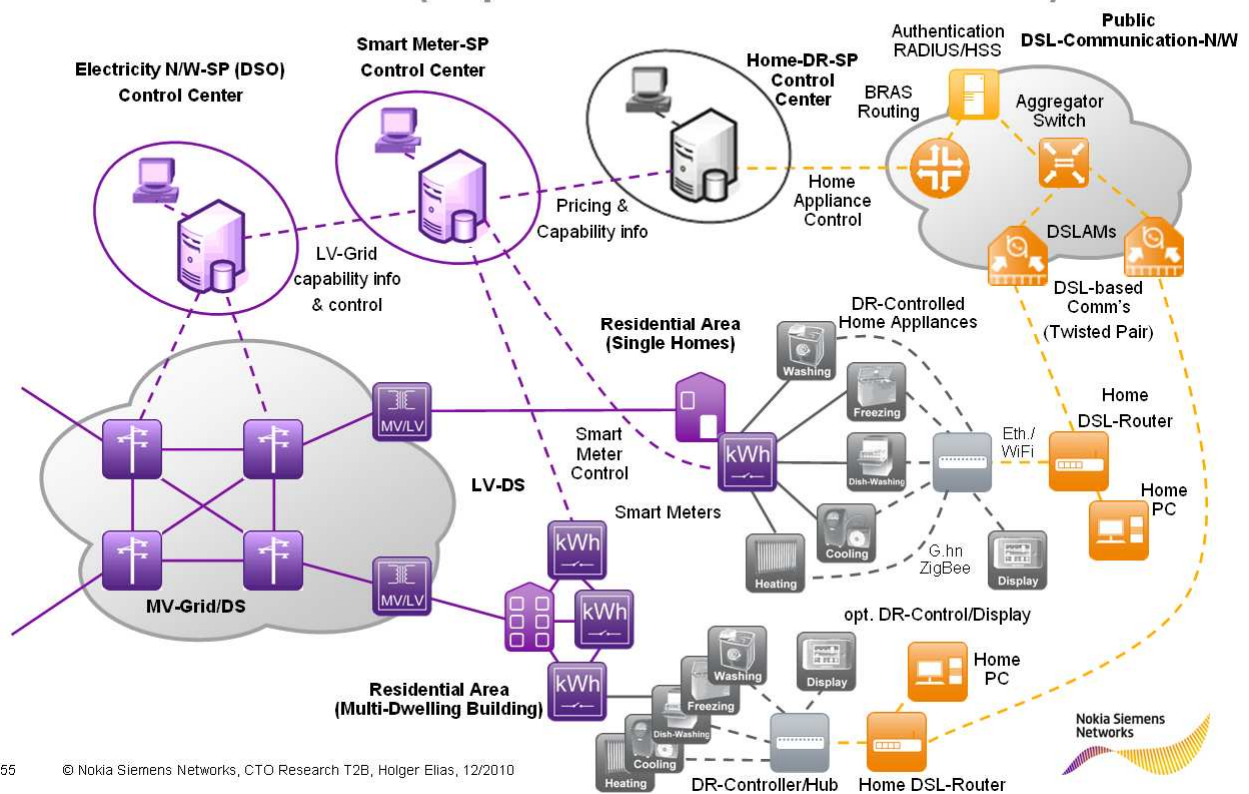 Public
DSL-Communication-N/W
Authentication
RADIUS/HSS
Smart Meter-SP
Control Center
Home-DR-SP
Control
Center
Electricity N/W-SP (DSO)
Control Center
BRAS
Routing
Aggregator
Switch
Pricing &
Capability info
Home
Appliance
Control
DSLAMs
LV-Grid
capability info
& control
DSL-based
Comm's
(Twisted Pair)
DR-Controlled
Home Appliances
Residential Area
(Single Homes)
Washing
Freezing
Dish-Washing
Cooling
Heating
MV/LV
kWh
Smart
Meter
Control
Eth./
WiFi
Home
DSL-Router
Home
PC
LV-DS
Smart Meters
kWh
G.hn
ZigBee
Display
MV-Grid/DS
MV/LV
kWh
opt. DR-Control/Display
Residential Area
(Multi-Dwelling Building)
kWh
Washing
Display
Freezing
Dish-Washing
Cooling
Heating
Home
PC
DR-Controller/Hub
Home DSL-Router
Nokia Siemens
Networks
55
© Nokia Siemens Networks, CTO Research T2B, Holger Elias, 12/2010